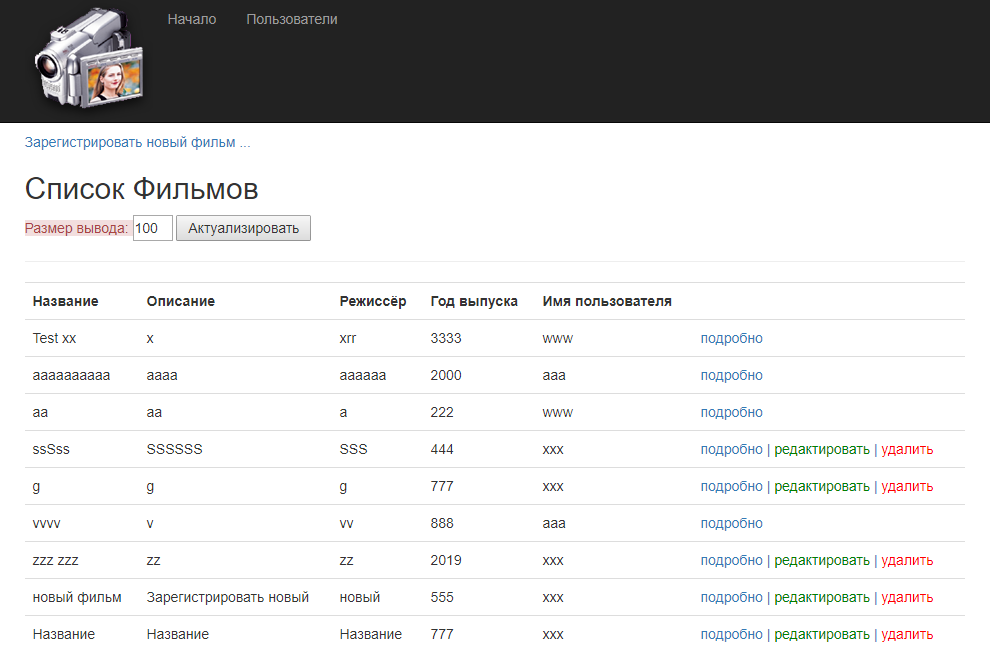 Начало Пользователи
Зарегистрировать новый фильм ...
Список Фильмов
Размер вывода: 100 Актуализировать
Название Описание Режиссёр Год выпуска Имя пользователя
Test xx x xrr 3333 www подробно
aaaaaaaaaa aaaa aaaaaa 2000 aaa подробно
aa aa a 222 www подробно
ssSss SSSSSS SSS 444 xxx подробно | редактировать | удалить
g g g 777 xxx подробно | редактировать | удалить
vvvv v vv 888 aaa подробно
zzz zzz zz zz 2019 xxx подробно | редактировать | удалить
новый фильм Зарегистрировать новый новый 555 xxx подробно | редактировать | удалить
Название Название Название 777 xxx подробно | редактировать | удалить